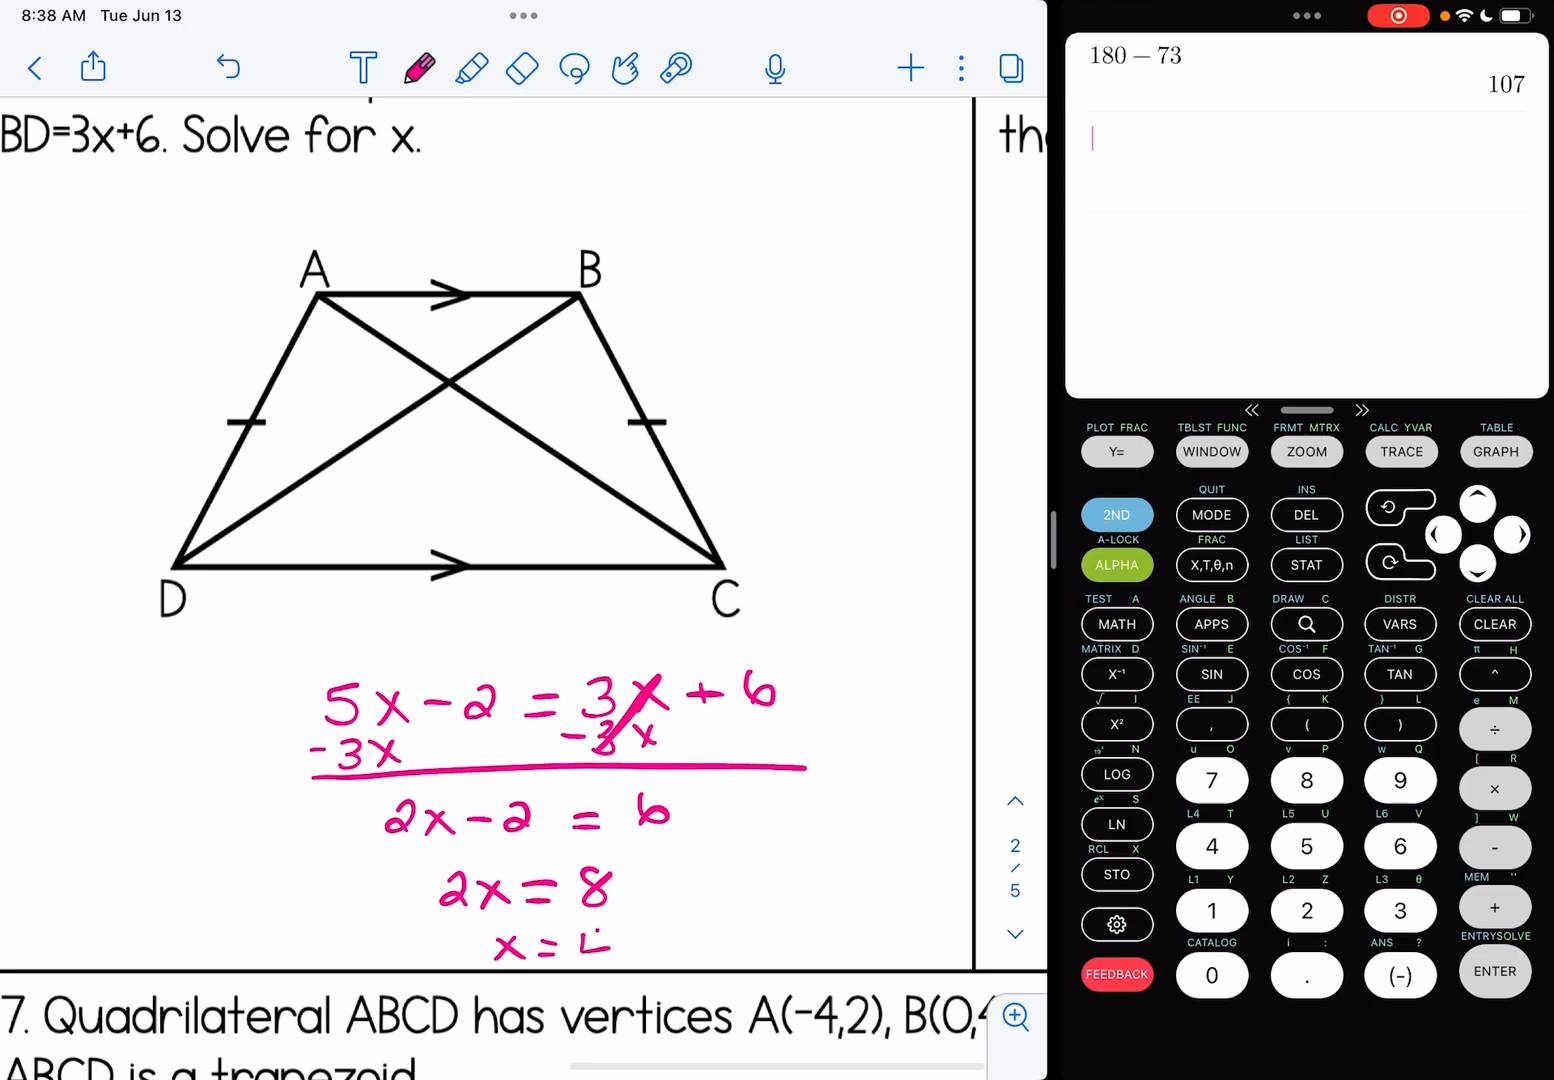 8:38 AM Tue Jun 13
BD=3x+6. Solve for x.
the
A
B
D
C
5x-2 = 3x + 6
-3x -3x
2x-2 = 6
2x = 8
x =
7. Quadrilateral ABCD has vertices A(-4,2), B(0,4
ABCD is a trapezoid
2
/
5
180 – 73
107
PLOT FRAC TBLST FUNC FRMT MTRX CALC YVAR TABLE
Y= WINDOW ZOOM TRACE GRAPH
QUIT INS
2ND MODE DEL
A-LOCK FRAC LIST
ALPHA X,T,θ,n STAT
TEST A ANGLE B DRAW C DISTR CLEAR ALL
MATH APPS VARS CLEAR
MATRIX D SIN⁻¹ E COS⁻¹ F TAN⁻¹ G π H
X⁻¹ SIN COS TAN ^
√ I EE J { K } L e M
X² , ( ) ÷
10ˣ N u O v P w Q [ R
LOG 7 8 9 ×
eˣ S L4 T L5 U L6 V ] W
LN 4 5 6 -
RCL X L1 Y L2 Z L3 θ MEM "
STO 1 2 3 +
CATALOG i : ANS ? ENTRY SOLVE
FEEDBACK 0 . (–) ENTER